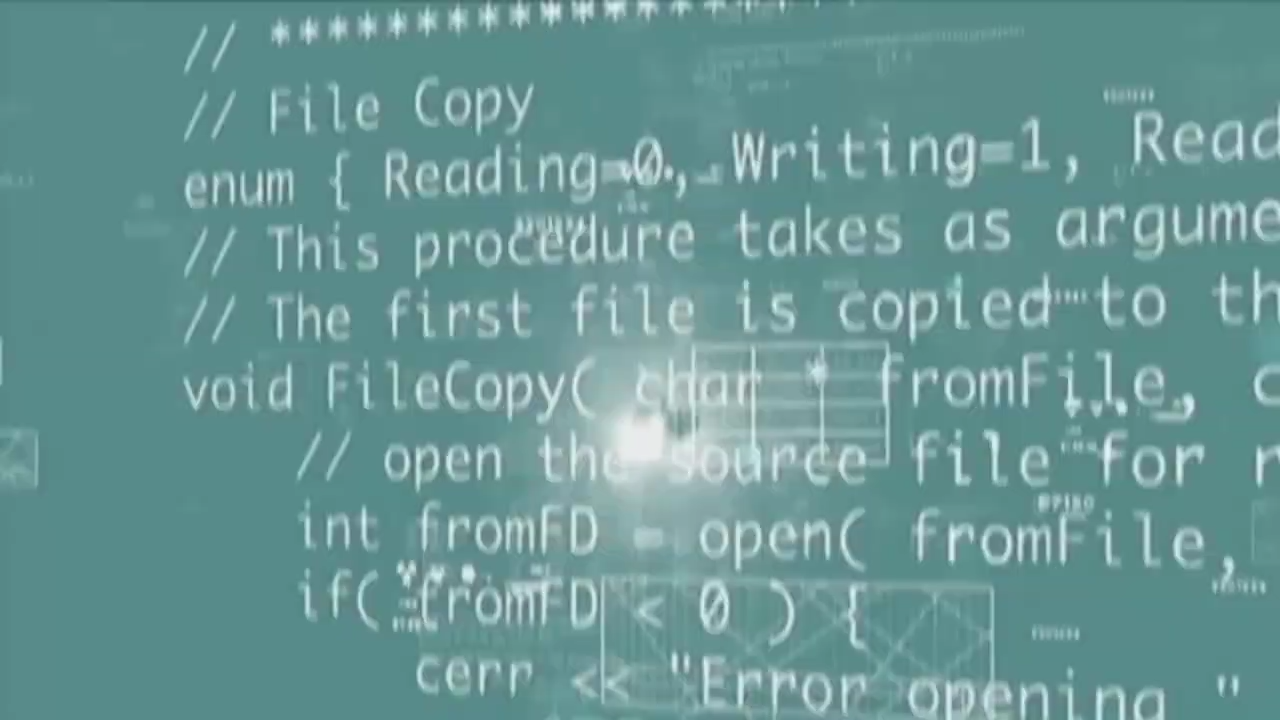 // ****************
// File Copy
enum { Reading=0, Writing=1, Read
// This procedure takes as argume
// The first file is copied to th
void FileCopy( char * fromFile, c
// open the source file for r
int fromFD = open( fromFile,
if( fromFD < 0 ) {
cerr << "Error opening "